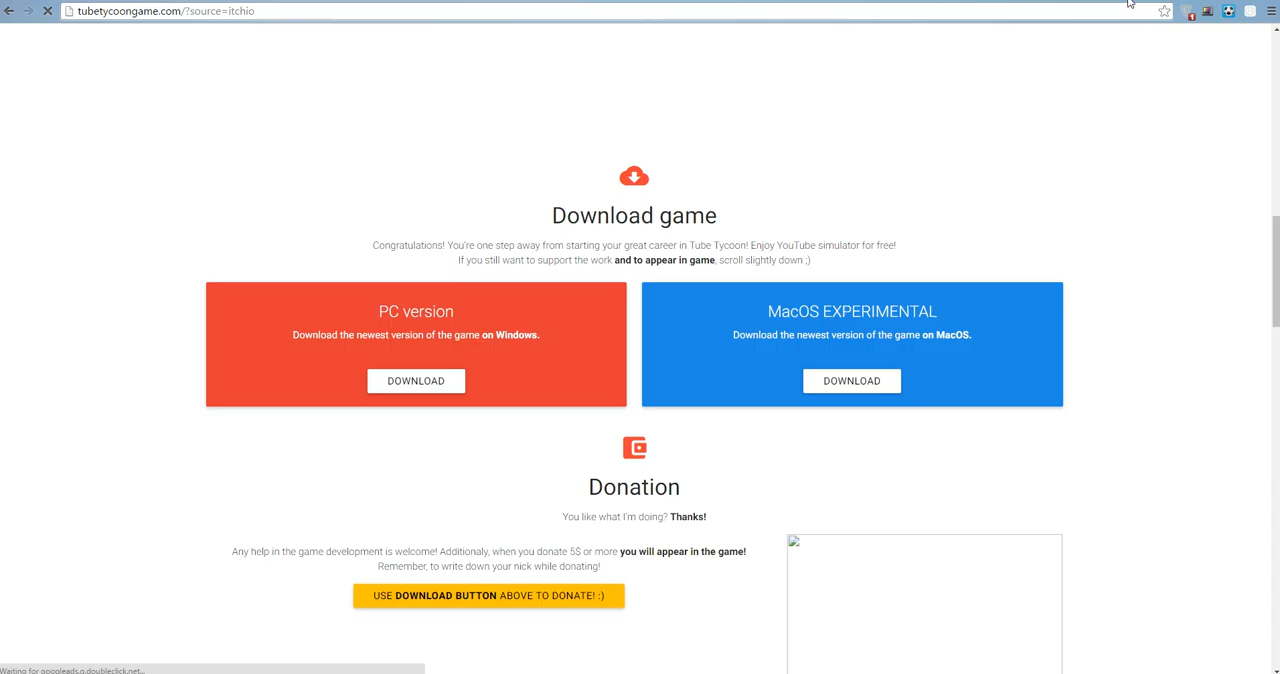 tubetycoongame.com/?source=itchio
1
Download game
Congratulations! You're one step away from starting your great career in Tube Tycoon! Enjoy YouTube simulator for free!
If you still want to support the work and to appear in game, scroll slightly down ;)
PC version
Download the newest version of the game on Windows.
DOWNLOAD
MacOS EXPERIMENTAL
Download the newest version of the game on MacOS.
DOWNLOAD
Donation
You like what I'm doing? Thanks!
Any help in the game development is welcome! Additionaly, when you donate 5$ or more you will appear in the game!
Remember, to write down your nick while donating!
USE DOWNLOAD BUTTON ABOVE TO DONATE! :)
Waiting for googleads.g.doubleclick.net...